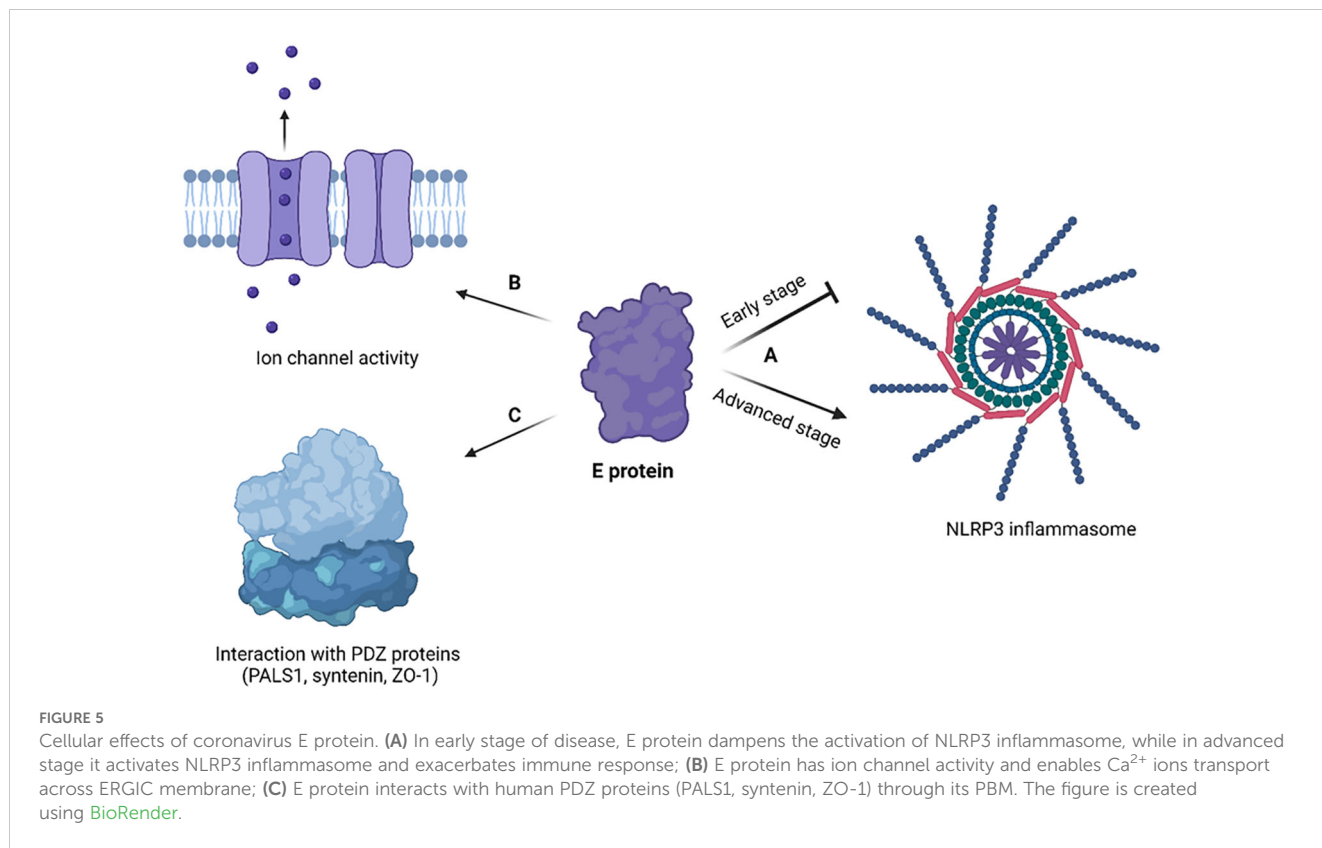 B
Ion channel activity
Early stage
A
Advanced stage
C
E protein
NLRP3 inflammasome
Interaction with PDZ proteins
(PALS1, syntenin, ZO-1)
FIGURE 5
Cellular effects of coronavirus E protein. (A) In early stage of disease, E protein dampens the activation of NLRP3 inflammasome, while in advanced
stage it activates NLRP3 inflammasome and exacerbates immune response; (B) E protein has ion channel activity and enables Ca²⁺ ions transport
across ERGIC membrane; (C) E protein interacts with human PDZ proteins (PALS1, syntenin, ZO-1) through its PBM. The figure is created
using BioRender.